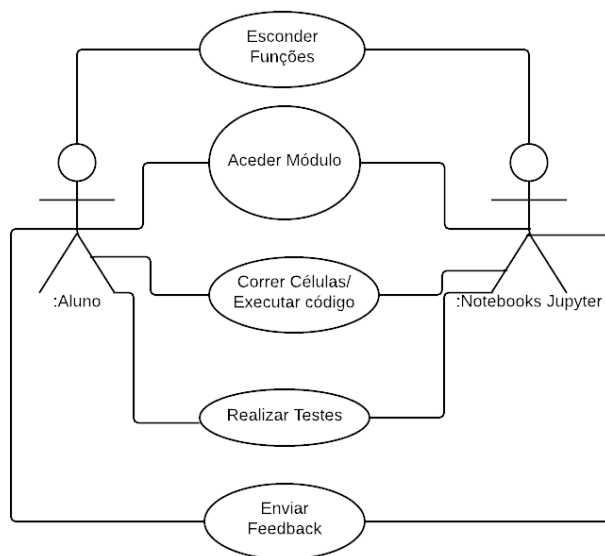 Esconder
Funções
Aceder Módulo
Correr Células/
Executar código
:Aluno
:Notebooks Jupyter
Realizar Testes
Enviar
Feedback